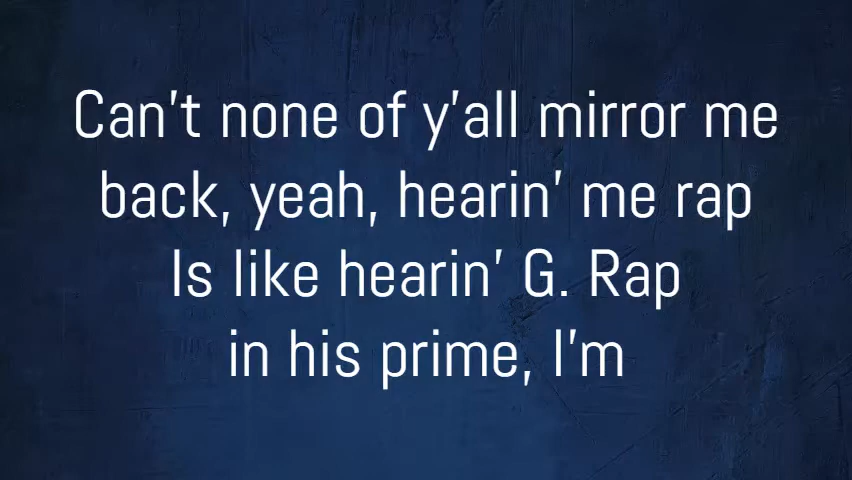 Can't none of y'all mirror me
back, yeah, hearin' me rap
Is like hearin' G. Rap
in his prime, I'm